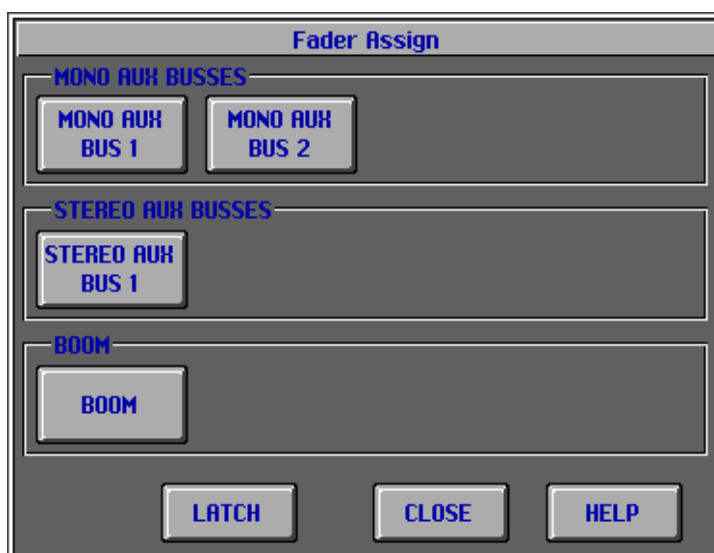 Fader Assign
MONO AUX BUSSES
MONO AUX
BUS 1
MONO AUX
BUS 2
STEREO AUX BUSSES
STEREO AUX
BUS 1
BOOM
BOOM
LATCH
CLOSE
HELP